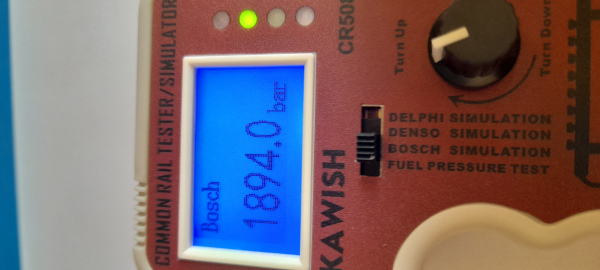 COMMON RAIL TESTER/SIMULATOR
Bosch
1894.0 bar
KAWISH
CR508
Turn Up
Turn Down
DELPHI SIMULATION
DENSO SIMULATION
BOSCH SIMULATION
FUEL PRESSURE TEST